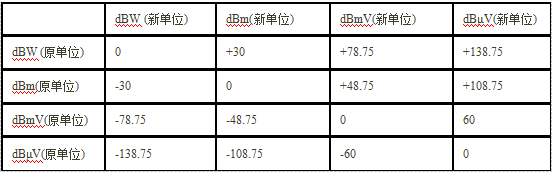 dBW (新单位) dBm(新单位) dBmV(新单位) dBμV(新单位)
dBW(原单位) 0 +30 +78.75 +138.75
dBm(原单位) -30 0 +48.75 +108.75
dBmV(原单位) -78.75 -48.75 0 60
dBμV(原单位) -138.75 -108.75 -60 0